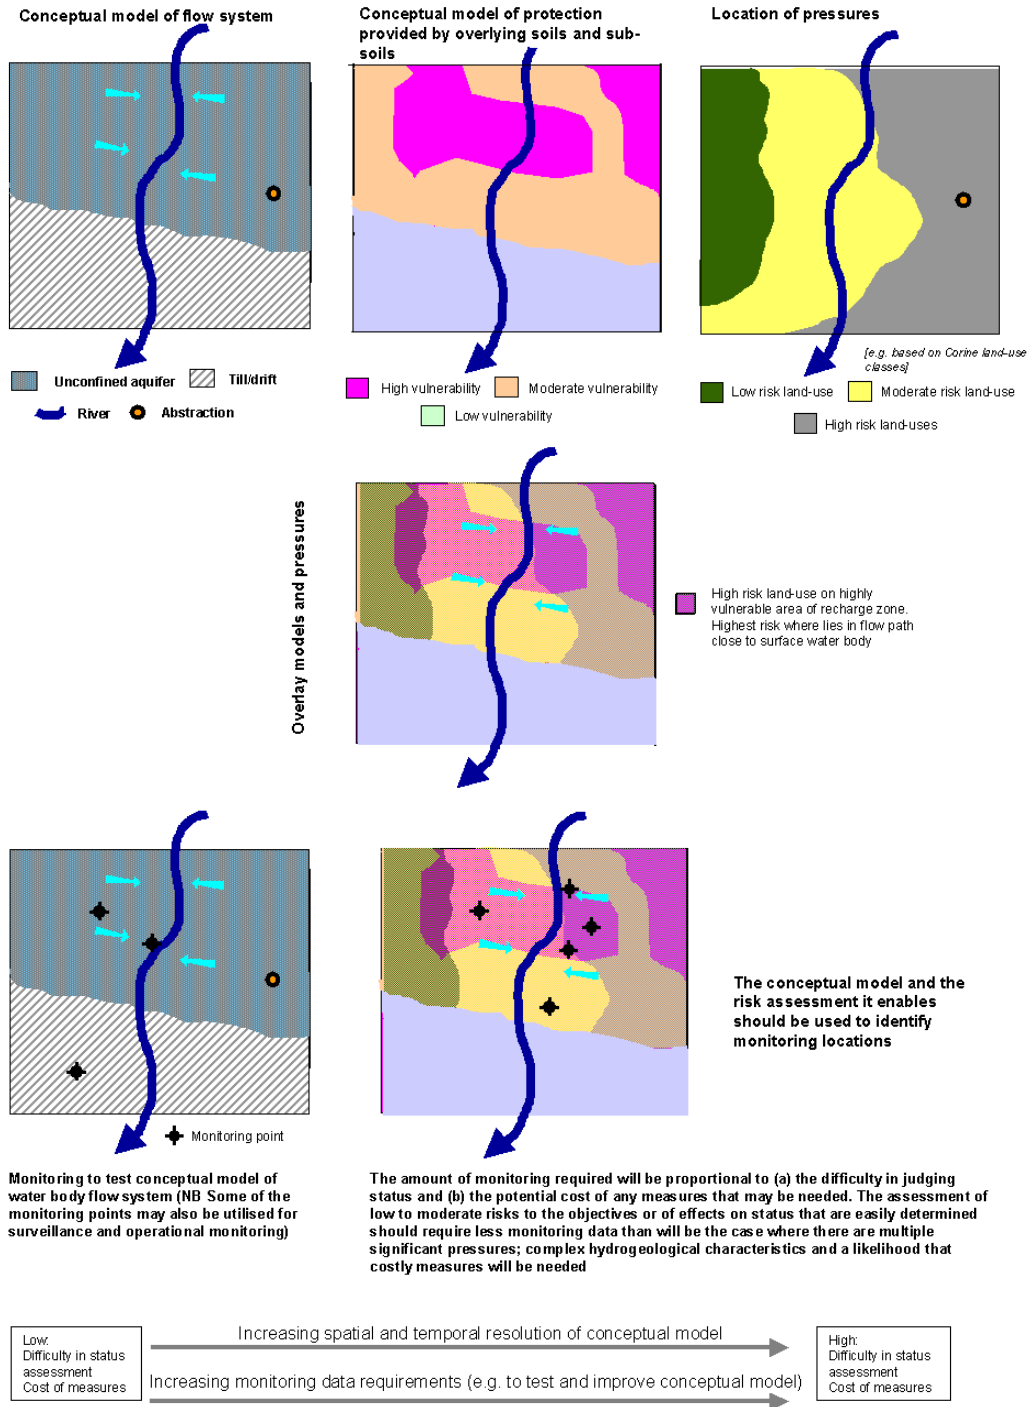 Conceptual model of flow system
Conceptual model of protection
provided by overlying soils and sub-
soils
Location of pressures
Unconfined aquifer
Till/drift
River
Abstraction
High vulnerability
Moderate vulnerability
Low vulnerability
[e.g. based on Corine land-use
classes]
Low risk land-use
Moderate risk land-use
High risk land-uses
Overlay models and pressures
High risk land-use on highly
vulnerable area of recharge zone.
Highest risk where lies in flow path
close to surface water body
The conceptual model and the
risk assessment it enables
should be used to identify
monitoring locations
Monitoring point
Monitoring to test conceptual model of
water body flow system (NB Some of the
monitoring points may also be utilised for
surveillance and operational monitoring)
The amount of monitoring required will be proportional to (a) the difficulty in judging
status and (b) the potential cost of any measures that may be needed. The assessment of
low to moderate risks to the objectives or of effects on status that are easily determined
should require less monitoring data than will be the case where there are multiple
significant pressures; complex hydrogeological characteristics and a likelihood that
costly measures will be needed
Low:
Difficulty in status
assessment
Cost of measures
Increasing spatial and temporal resolution of conceptual model
Increasing monitoring data requirements (e.g. to test and improve conceptual model)
High:
Difficulty in status
assessment
Cost of measures